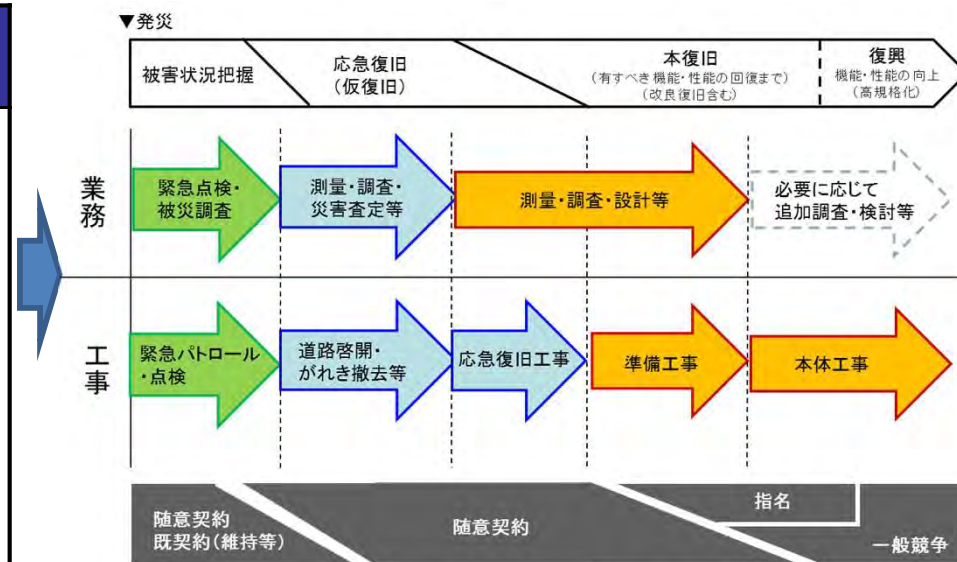 ▼発災
被害状況把握
応急復旧
(仮復旧)
本復旧
(有すべき機能・性能の回復まで)
(改良復旧含む)
復興
機能・性能の向上
(高規格化)
業務
緊急点検・
被災調査
測量・調査・
災害査定等
測量・調査・設計等
必要に応じて
追加調査・検討等
工事
緊急パトロール
・点検
道路啓開・
がれき撤去等
応急復旧工事
準備工事
本体工事
随意契約
既契約(維持等)
随意契約
指名
一般競争